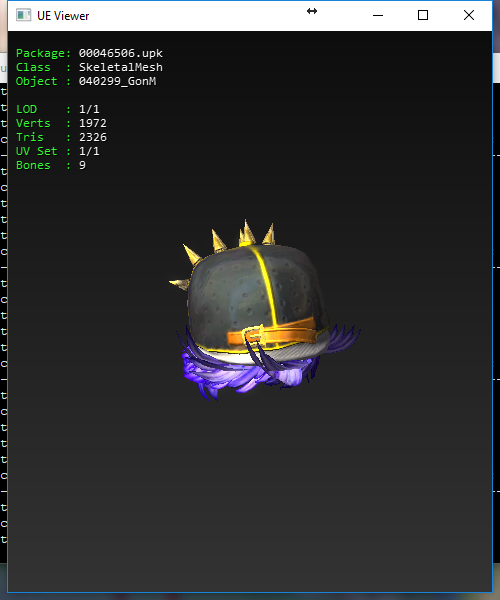 UE Viewer
Package: 00046506.upk
Class : SkeletalMesh
Object : 040299_GonM
LOD : 1/1
Verts : 1972
Tris : 2326
UV Set : 1/1
Bones : 9